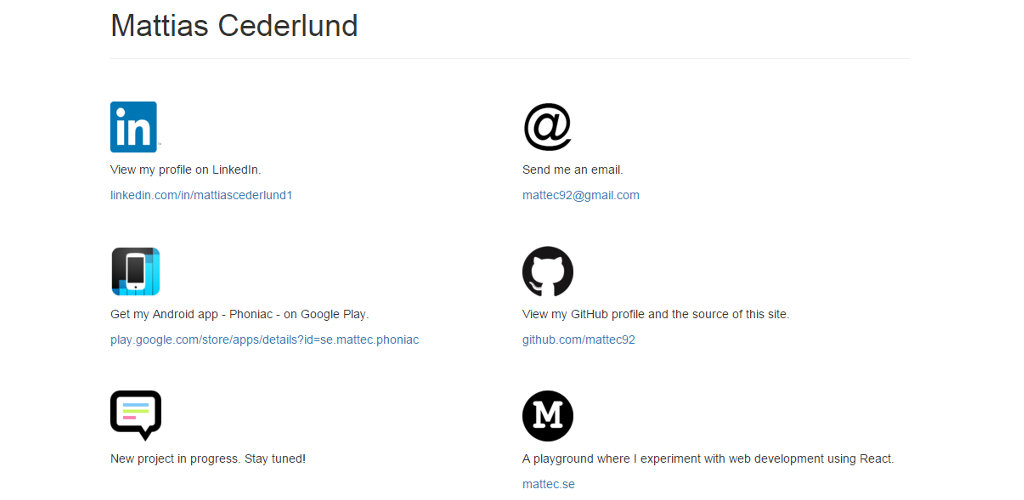 Mattias Cederlund
in
@
View my profile on LinkedIn.
Send me an email.
linkedin.com/in/mattiascederlund1
mattec92@gmail.com
Get my Android app - Phoniac - on Google Play.
View my GitHub profile and the source of this site.
play.google.com/store/apps/details?id=se.mattec.phoniac
github.com/mattec92
M
New project in progress. Stay tuned!
A playground where I experiment with web development using React.
mattec.se